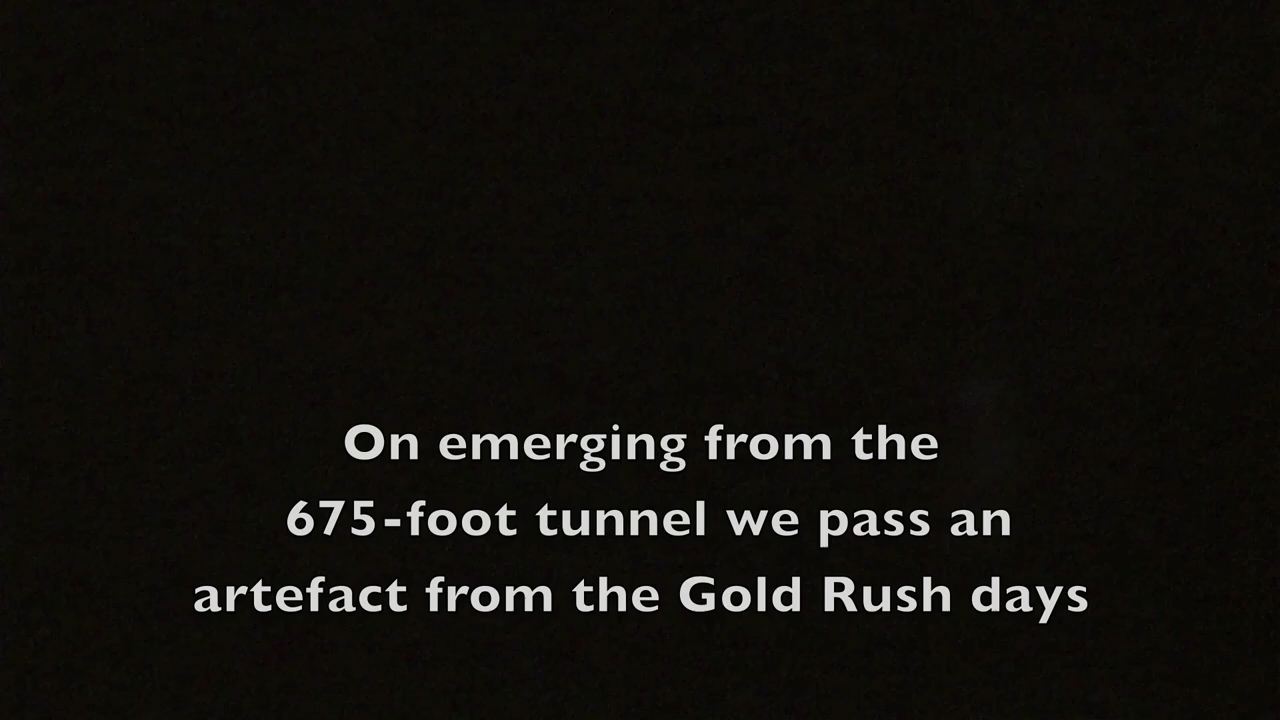 On emerging from the
675-foot tunnel we pass an
artefact from the Gold Rush days